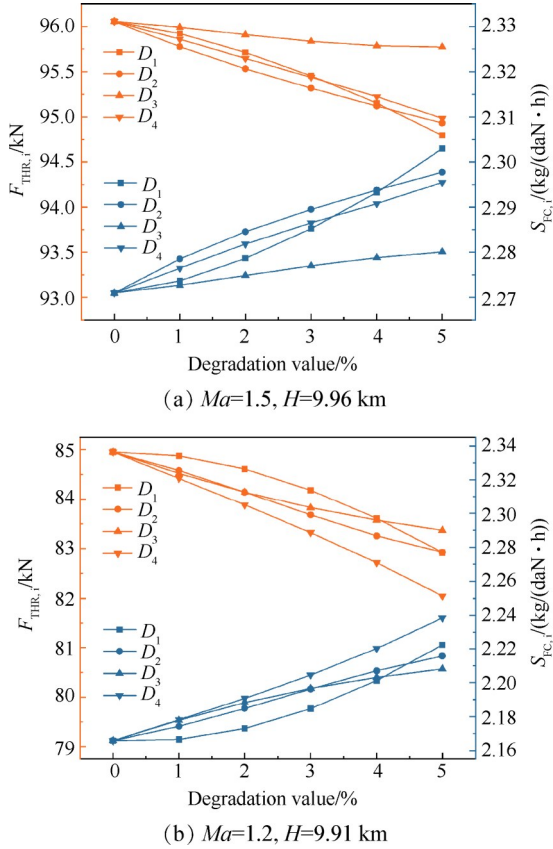 96.0
95.5
95.0
94.5
94.0
93.5
93.0
F_THR,i/kN
D₁
D₂
D₃
D₄
D₁
D₂
D₃
D₄
2.33
2.32
2.31
2.30
2.29
2.28
2.27
S_FC,i/(kg/(daN·h))
0 1 2 3 4 5
Degradation value/%
(a) Ma=1.5, H=9.96 km
85
84
83
82
81
80
79
F_THR,i/kN
D₁
D₂
D₃
D₄
D₁
D₂
D₃
D₄
2.34
2.32
2.30
2.28
2.25
2.24
2.22
2.20
2.18
2.16
S_FC,i/(kg/(daN·h))
0 1 2 3 4 5
Degradation value/%
(b) Ma=1.2, H=9.91 km